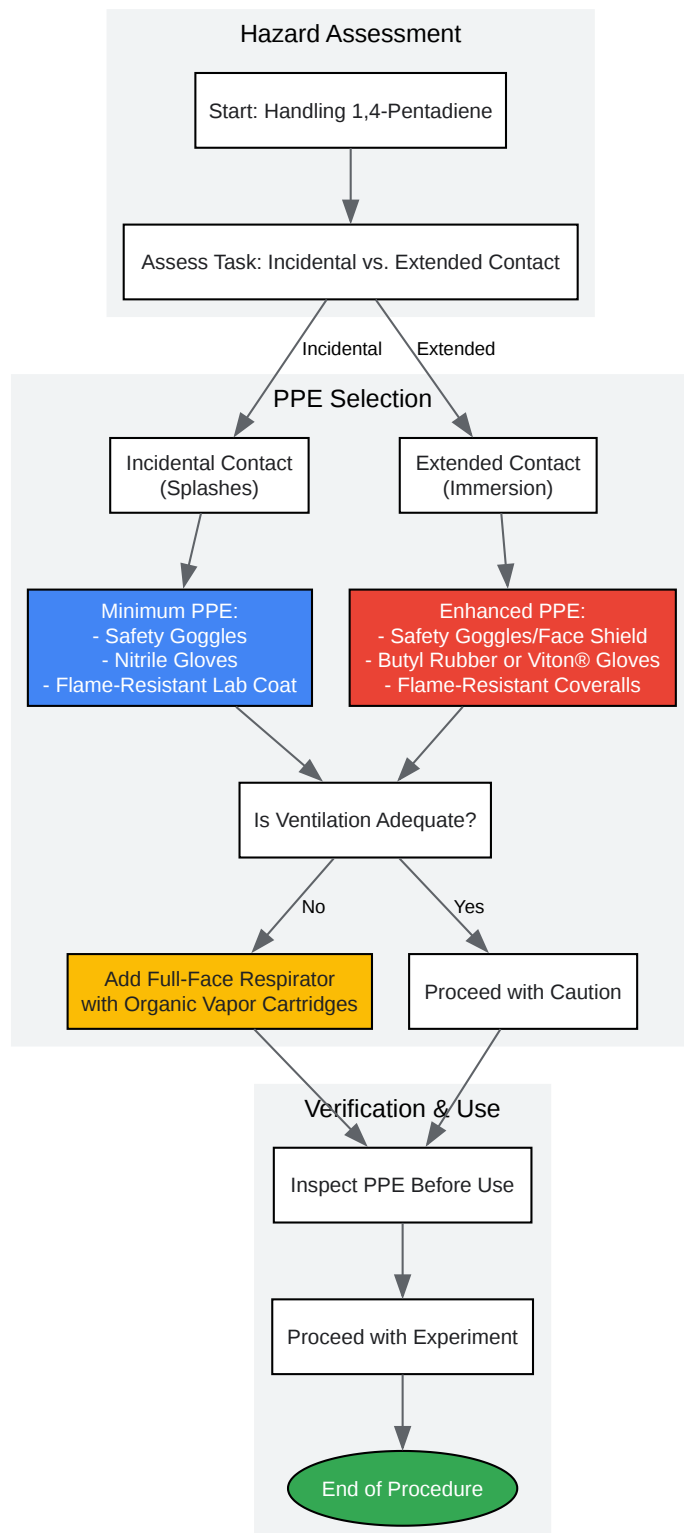 Hazard Assessment
Start: Handling 1,4-Pentadiene
Assess Task: Incidental vs. Extended Contact
Incidental
Extended
PPE Selection
Incidental Contact
(Splashes)
Extended Contact
(Immersion)
Minimum PPE:
- Safety Goggles
- Nitrile Gloves
- Flame-Resistant Lab Coat
Enhanced PPE:
- Safety Goggles/Face Shield
- Butyl Rubber or Viton® Gloves
- Flame-Resistant Coveralls
Is Ventilation Adequate?
No
Yes
Add Full-Face Respirator
with Organic Vapor Cartridges
Proceed with Caution
Verification & Use
Inspect PPE Before Use
Proceed with Experiment
End of Procedure